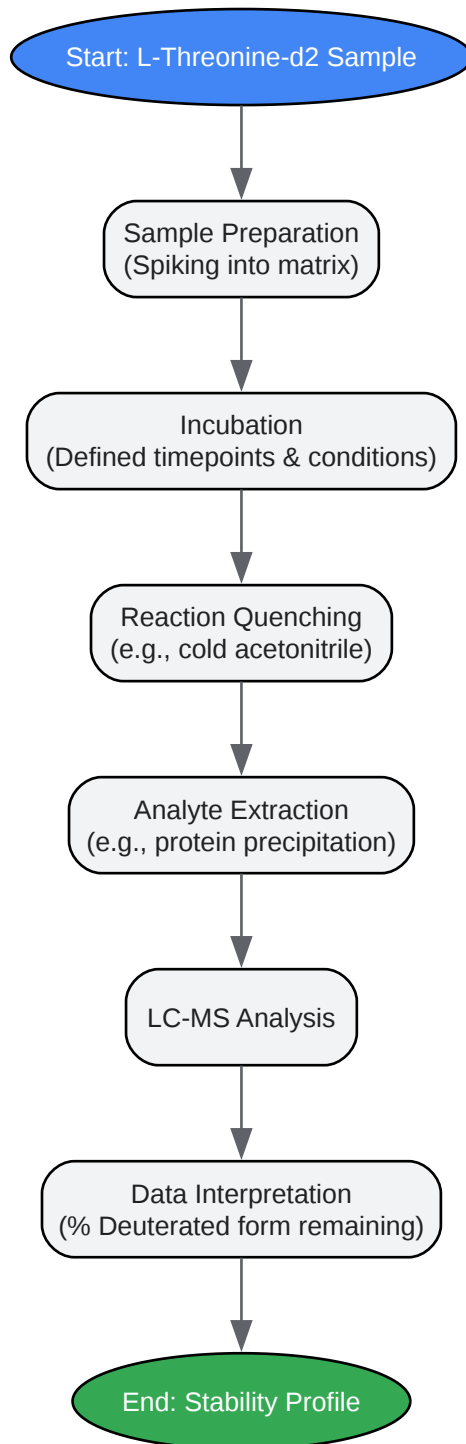 Start: L-Threonine-d2 Sample
Sample Preparation
(Spiking into matrix)
Incubation
(Defined timepoints & conditions)
Reaction Quenching
(e.g., cold acetonitrile)
Analyte Extraction
(e.g., protein precipitation)
LC-MS Analysis
Data Interpretation
(% Deuterated form remaining)
End: Stability Profile